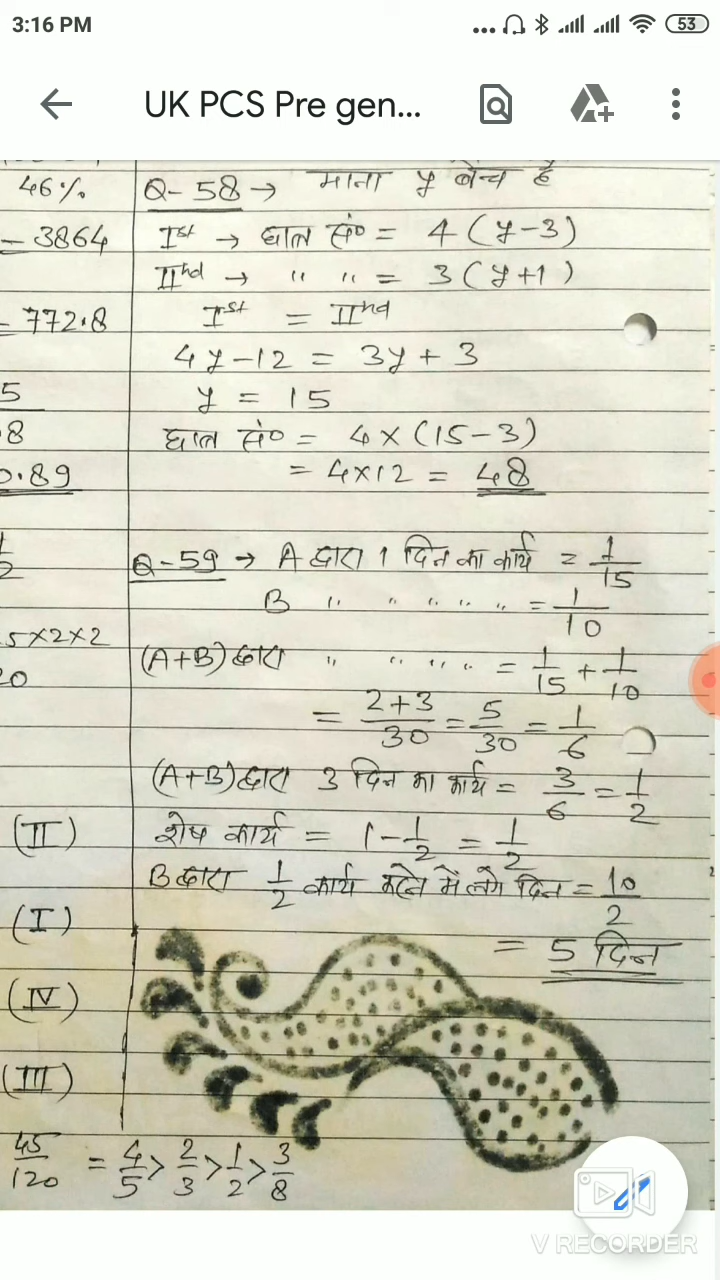 3:16 PM
53
UK PCS Pre gen...
46%
Q-58 → माना y बेन्च है
- 3864
Ist → छात्र सं० = 4 (y-3)
IInd → " " = 3 (y+1)
= 772.8
Ist = IInd
4y-12 = 3y + 3
5
y = 15
.8
छात्र सं० = 4 × (15-3)
0.89
= 4×12 = 48
1/2
Q-59 → A द्वारा 1 दिन का कार्य = 1/15
B " " " " " = 1/10
5×2×2
(A+B) द्वारा " " " " = 1/15 + 1/10
20
= 2+3/30 = 5/30 = 1/6
(A+B) द्वारा 3 दिन का कार्य = 3/6 = 1/2
(II)
शेष कार्य = 1-1/2 = 1/2
B द्वारा 1/2 कार्य करने में लगे दिन = 10/2
(I)
= 5 दिन
(IV)
(III)
45/120 = 4/5 > 2/3 > 1/2 > 3/8
V RECORDER